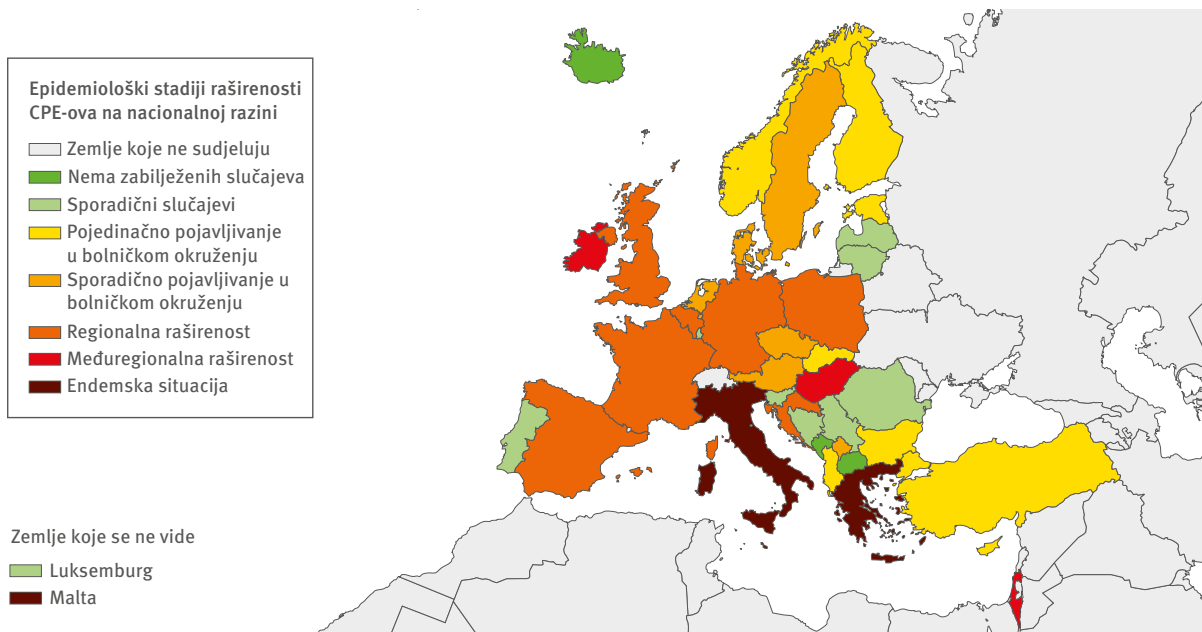 Epidemiološki stadiji raširenosti
CPE-ova na nacionalnoj razini
Zemlje koje ne sudjeluju
Nema zabilježenih slučajeva
Sporadični slučajevi
Pojedinačno pojavljivanje
u bolničkom okruženju
Sporadično pojavljivanje u
bolničkom okruženju
Regionalna raširenost
Međuregionalna raširenost
Endemska situacija
Zemlje koje se ne vide
Luksemburg
Malta